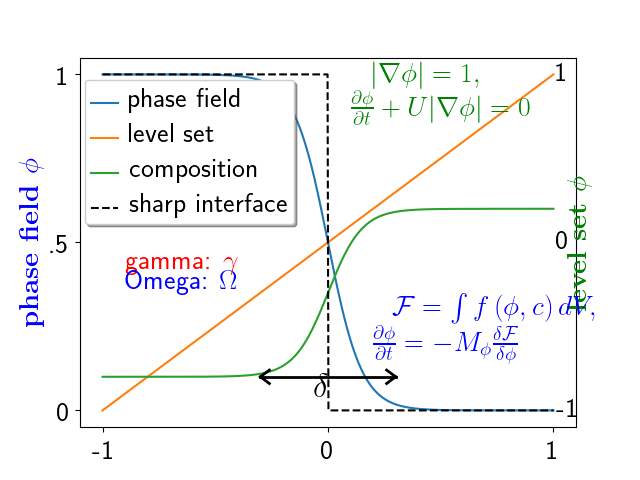 |∇ϕ| = 1,
∂ϕ/∂t + U|∇ϕ| = 0
phase field
level set
composition
sharp interface
gamma: γ
Omega: Ω
ℱ = ∫ f (ϕ, c) dV,
∂ϕ/∂t = −M_ϕ δℱ/δϕ
δ
phase field ϕ
1
.5
0
level set ϕ
1
0
-1
-1
0
1